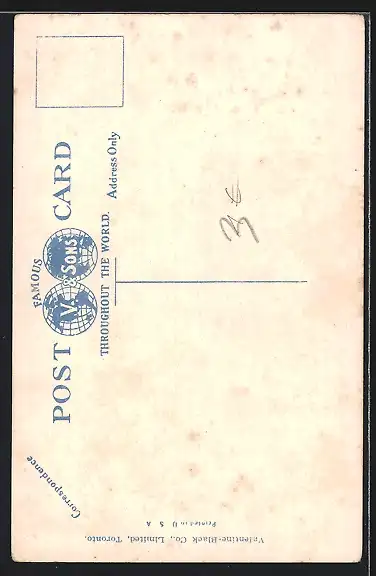 FAMOUS
POST CARD
V. & SONS
THROUGHOUT THE WORLD.
Correspondence
Address Only
3 €
Valentine-Black Co., Limited, Toronto.
Printed in U S A